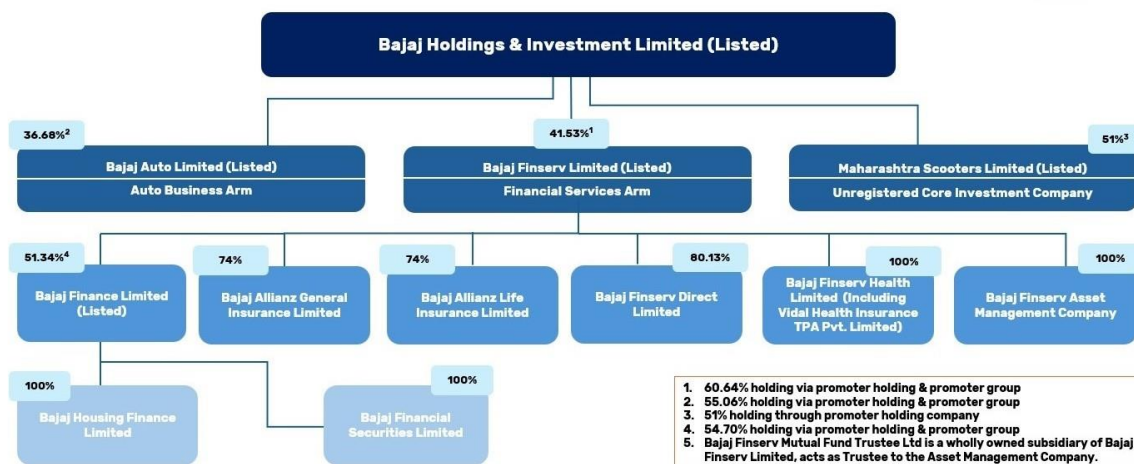 Bajaj Holdings & Investment Limited (Listed)
36.68%²
Bajaj Auto Limited (Listed)
Auto Business Arm
41.53%¹
Bajaj Finserv Limited (Listed)
Financial Services Arm
51%³
Maharashtra Scooters Limited (Listed)
Unregistered Core Investment Company
51.34%⁴
Bajaj Finance Limited
(Listed)
74%
Bajaj Allianz General
Insurance Limited
74%
Bajaj Allianz Life
Insurance Limited
80.13%
Bajaj Finserv Direct
Limited
100%
Bajaj Finserv Health
Limited (Including
Vidal Health Insurance
TPA Pvt. Limited)
100%
Bajaj Finserv Asset
Management Company
100%
Bajaj Housing Finance
Limited
100%
Bajaj Financial
Securities Limited
1. 60.64% holding via promoter holding & promoter group
2. 55.06% holding via promoter holding & promoter group
3. 51% holding through promoter holding company
4. 54.70% holding via promoter holding & promoter group
5. Bajaj Finserv Mutual Fund Trustee Ltd is a wholly owned subsidiary of Bajaj
Finserv Limited, acts as Trustee to the Asset Management Company.